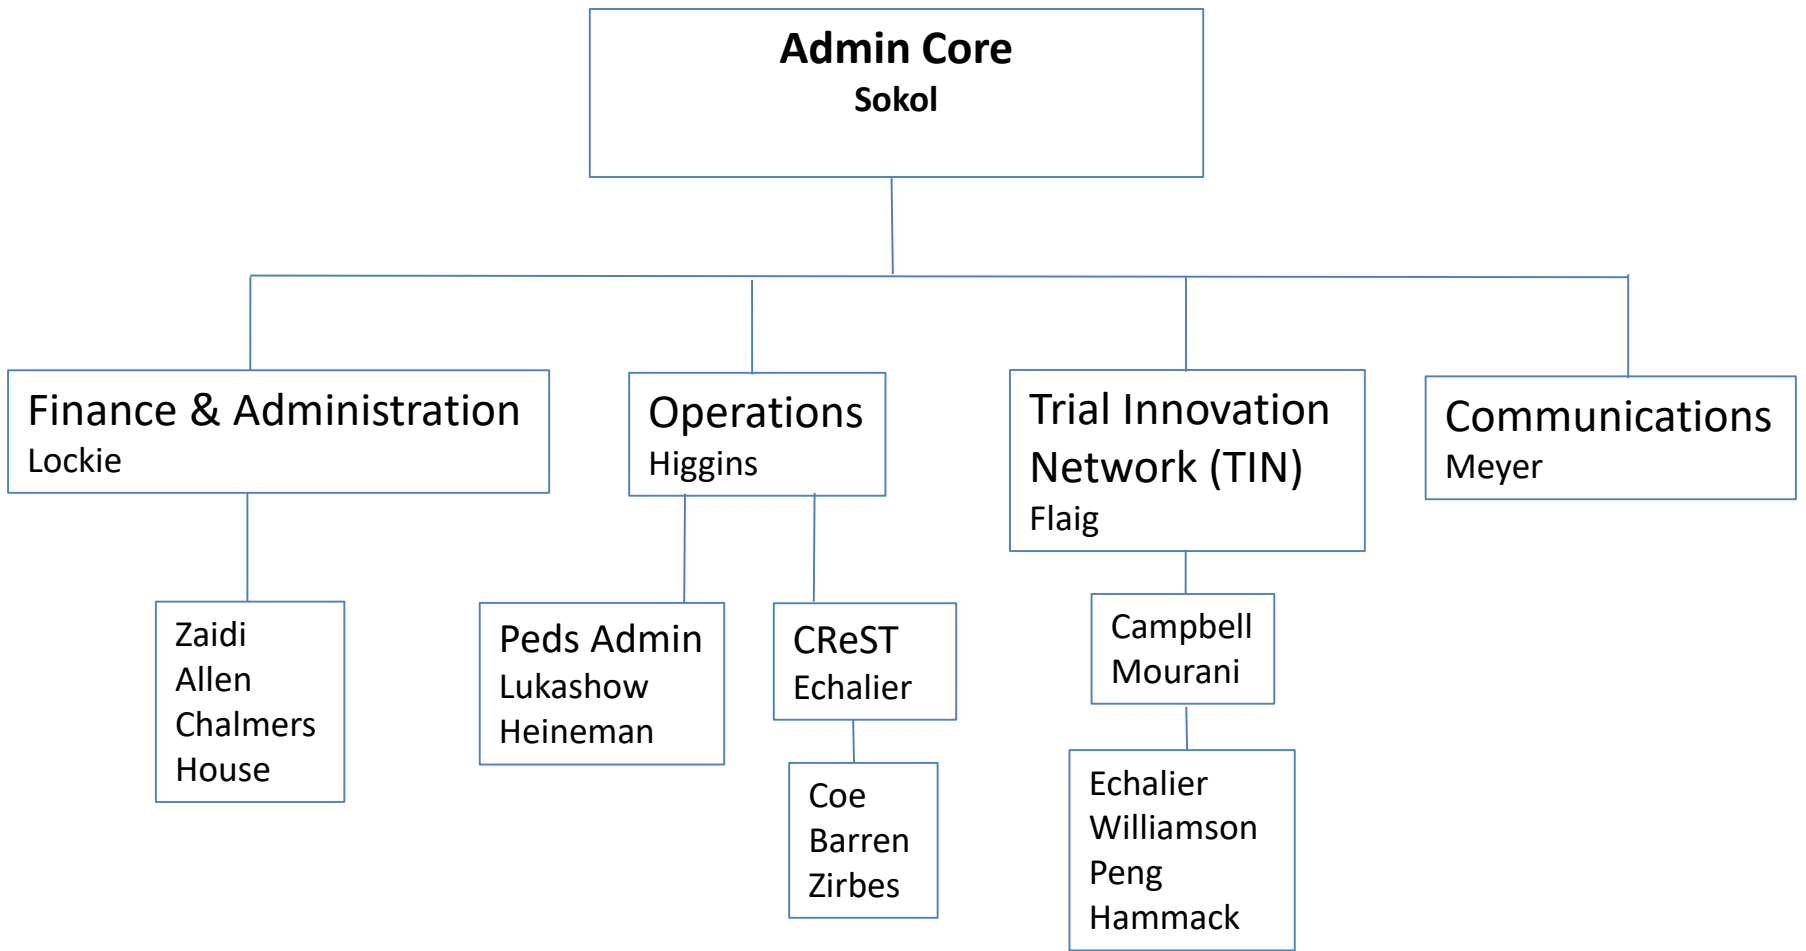 Admin Core
Sokol
Finance & Administration
Lockie
Operations
Higgins
Trial Innovation
Network (TIN)
Flaig
Communications
Meyer
Zaidi
Allen
Chalmers
House
Peds Admin
Lukashow
Heineman
CReST
Echalier
Coe
Barren
Zirbes
Campbell
Mourani
Echalier
Williamson
Peng
Hammack